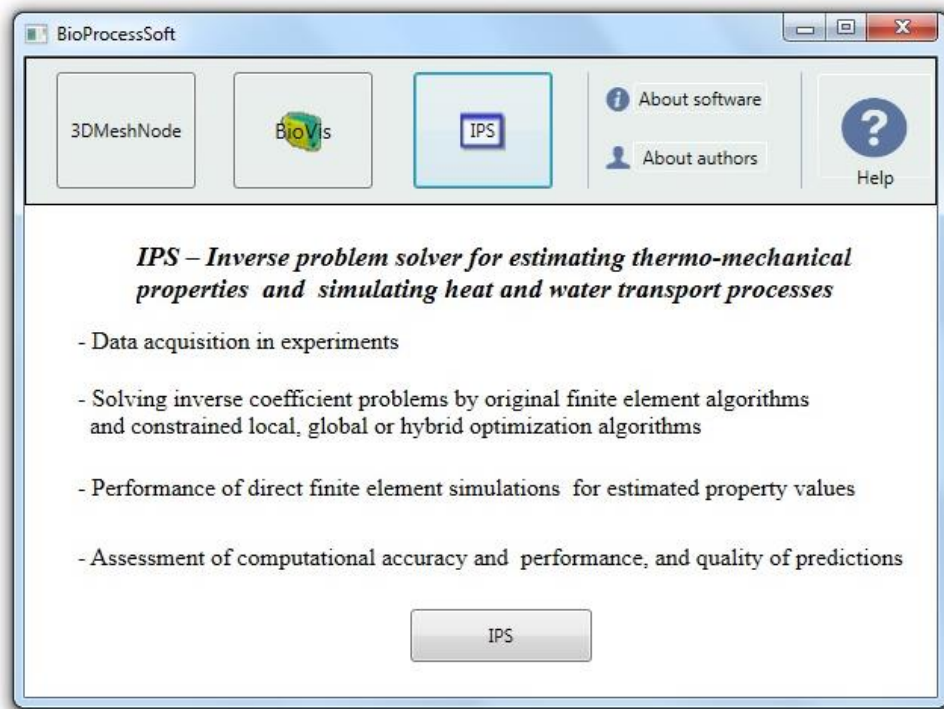 BioProcessSoft
3DMeshNode
BioVis
IPS
About software
About authors
Help
IPS – Inverse problem solver for estimating thermo-mechanical
properties and simulating heat and water transport processes
- Data acquisition in experiments
- Solving inverse coefficient problems by original finite element algorithms
and constrained local, global or hybrid optimization algorithms
- Performance of direct finite element simulations for estimated property values
- Assessment of computational accuracy and performance, and quality of predictions
IPS